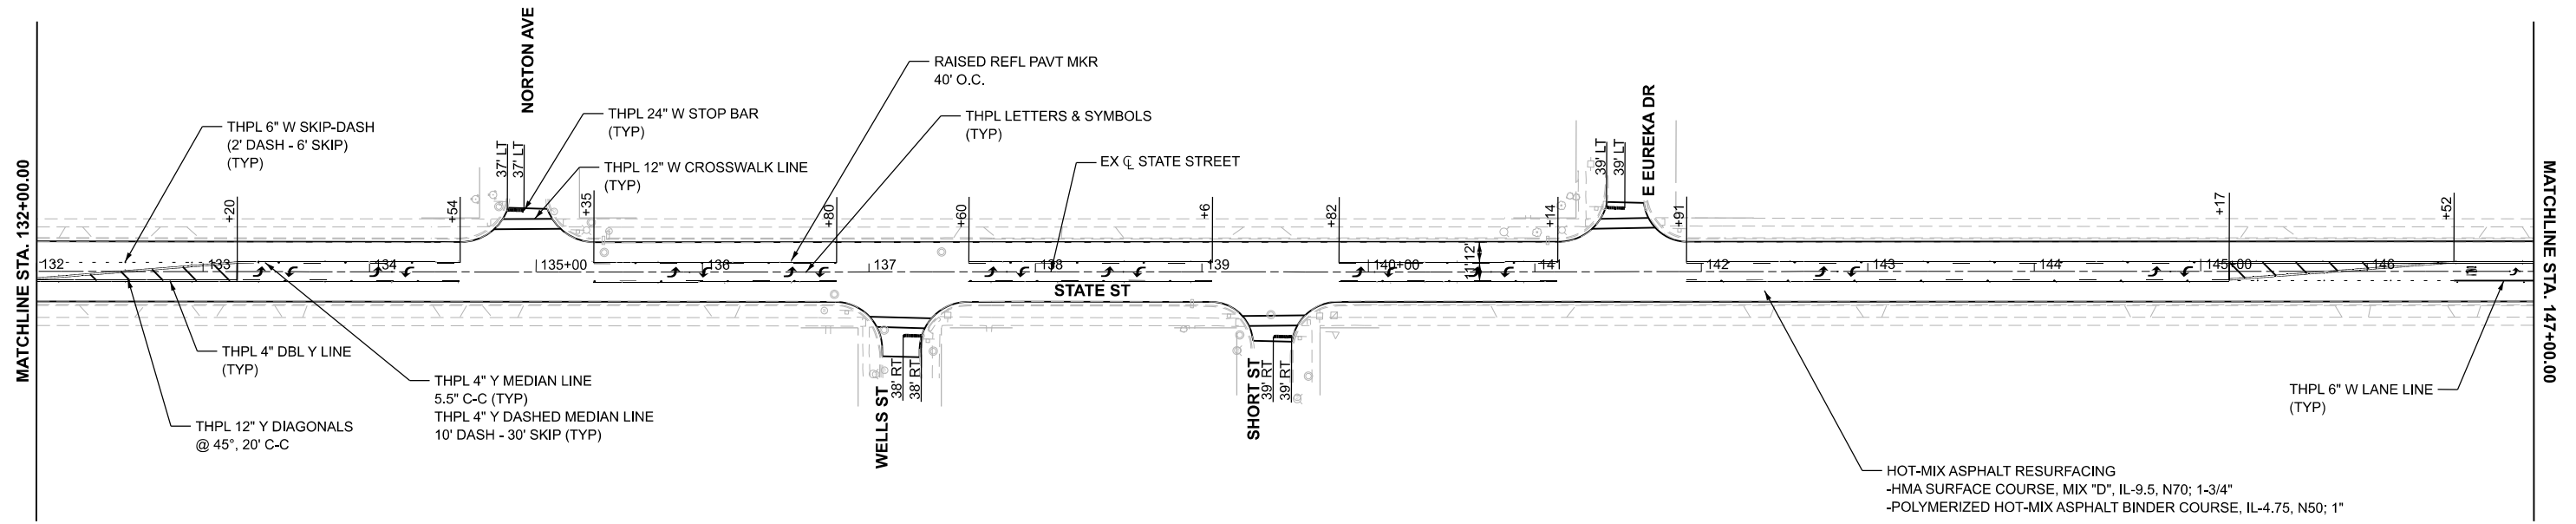 MATCHLINE STA. 132+00.00
THPL 6" W SKIP-DASH
(2' DASH - 6' SKIP)
(TYP)
NORTON AVE
THPL 24" W STOP BAR
(TYP)
THPL 12" W CROSSWALK LINE
(TYP)
RAISED REFL PAVT MKR
40' O.C.
THPL LETTERS & SYMBOLS
(TYP)
EX ℄ STATE STREET
E EUREKA DR
37' LT
37' LT
39' LT
39' LT
+20
+54
+35
+80
+60
+6
+82
+14
+91
+17
+52
132
133
134
135+00
136
137
138
139
140+00
141
142
143
144
145+00
146
11'
12'
STATE ST
THPL 4" DBL Y LINE
(TYP)
THPL 12" Y DIAGONALS
@ 45°, 20' C-C
THPL 4" Y MEDIAN LINE
5.5" C-C (TYP)
THPL 4" Y DASHED MEDIAN LINE
10' DASH - 30' SKIP (TYP)
WELLS ST
38' RT
38' RT
SHORT ST
39' RT
39' RT
THPL 6" W LANE LINE
(TYP)
HOT-MIX ASPHALT RESURFACING
-HMA SURFACE COURSE, MIX "D", IL-9.5, N70; 1-3/4"
-POLYMERIZED HOT-MIX ASPHALT BINDER COURSE, IL-4.75, N50; 1"
MATCHLINE STA. 147+00.00